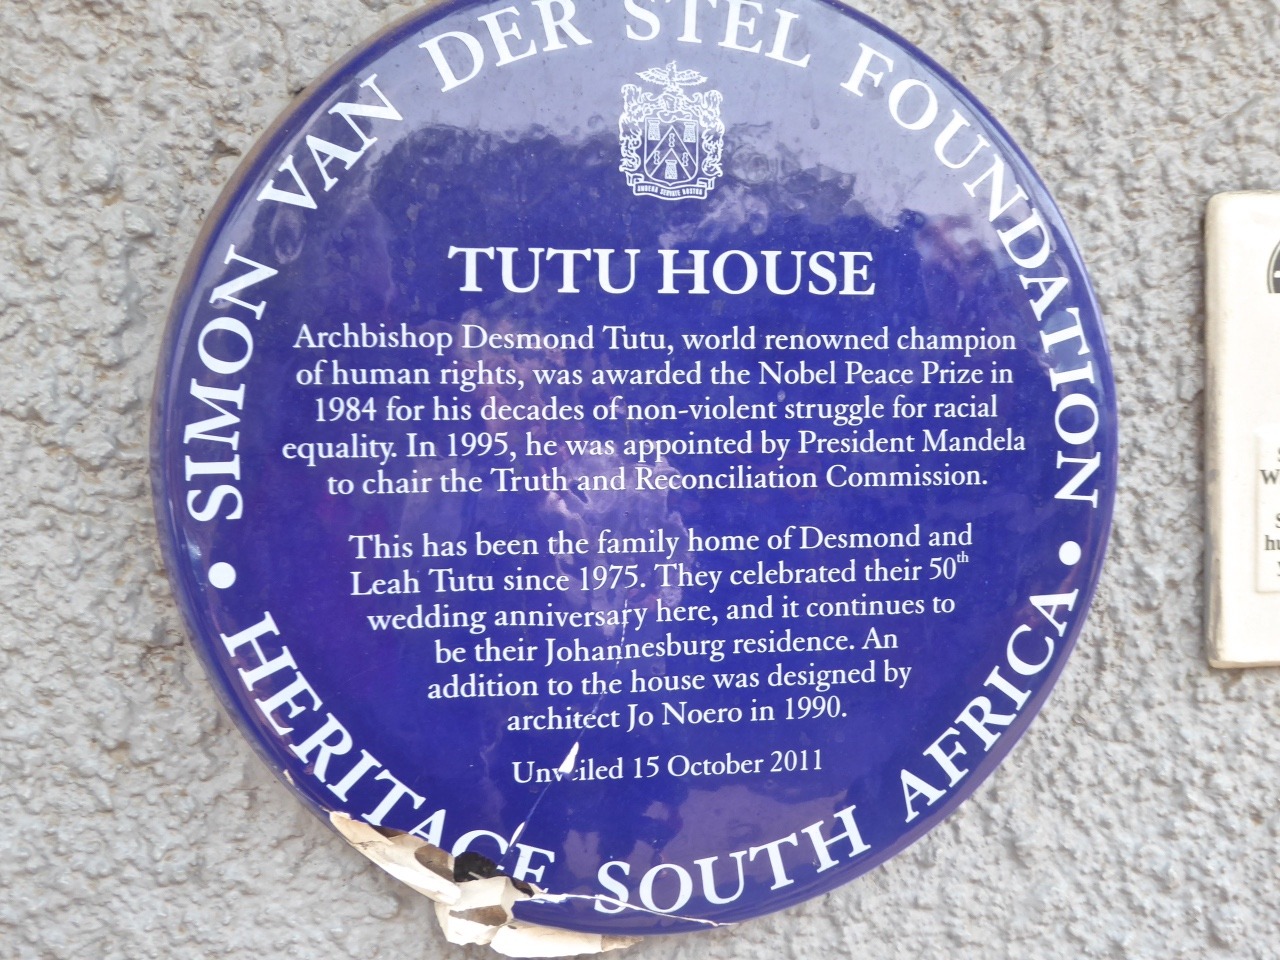 SIMON VAN DER STEL FOUNDATION
TUTU HOUSE
Archbishop Desmond Tutu, world renowned champion
of human rights, was awarded the Nobel Peace Prize in
1984 for his decades of non-violent struggle for racial
equality. In 1995, he was appointed by President Mandela
to chair the Truth and Reconciliation Commission.
This has been the family home of Desmond and
Leah Tutu since 1975. They celebrated their 50th
wedding anniversary here, and it continues to
be their Johannesburg residence. An
addition to the house was designed by
architect Jo Noero in 1990.
Unveiled 15 October 2011
• HERITAGE SOUTH AFRICA •